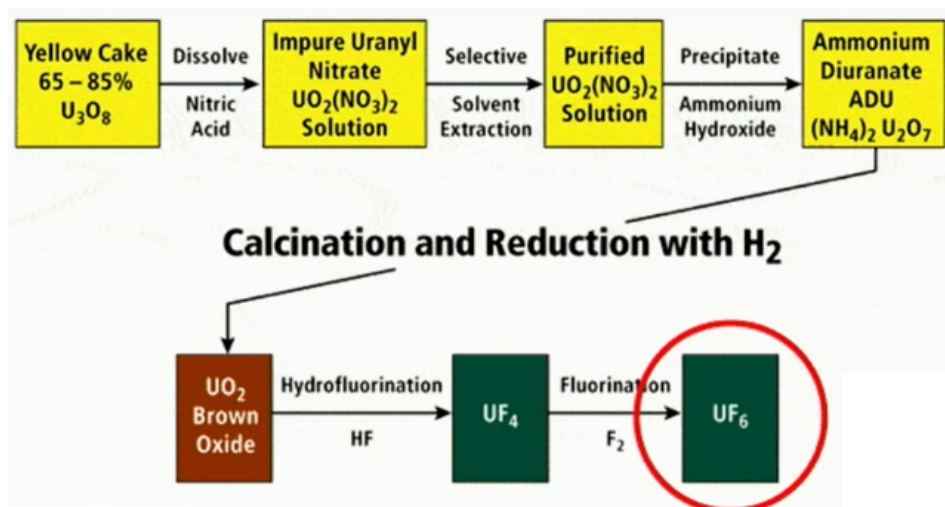 Yellow Cake
65 – 85%
U₃O₈
Dissolve
Nitric
Acid
Impure Uranyl
Nitrate
UO₂(NO₃)₂
Solution
Selective
Solvent
Extraction
Purified
UO₂(NO₃)₂
Solution
Precipitate
Ammonium
Hydroxide
Ammonium
Diuranate
ADU
(NH₄)₂ U₂O₇
Calcination and Reduction with H₂
UO₂
Brown
Oxide
Hydrofluorination
HF
UF₄
Fluorination
F₂
UF₆